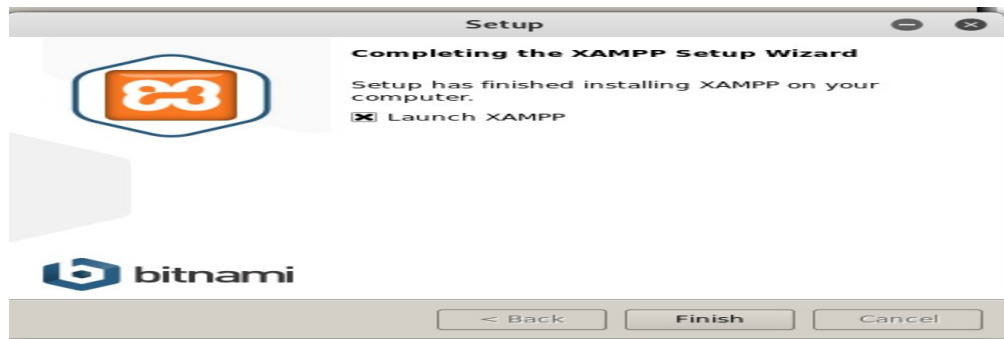 Setup
Completing the XAMPP Setup Wizard
Setup has finished installing XAMPP on your
computer.
Launch XAMPP
bitnami
< Back Finish Cancel